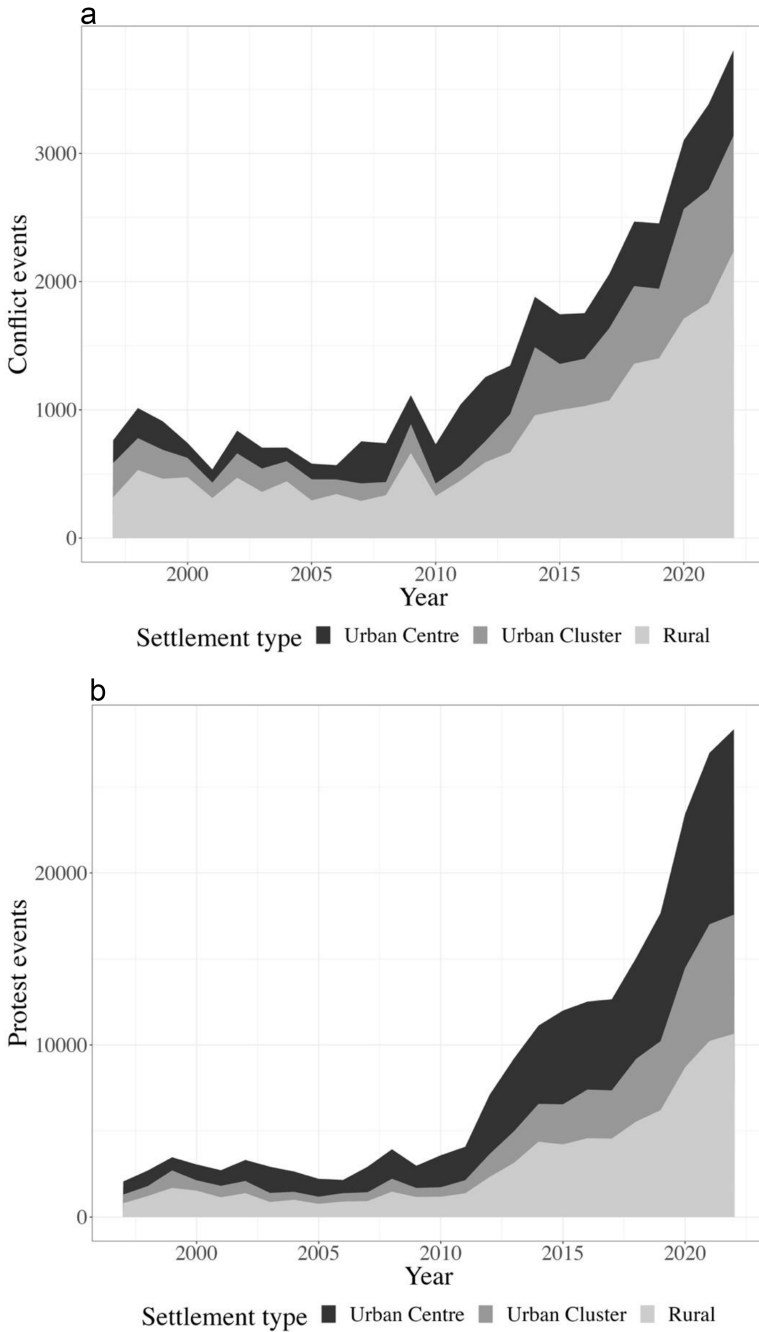 a
Conflict events
3000
2000
1000
0
2000 2005 2010 2015 2020
Year
Settlement type Urban Centre Urban Cluster Rural
b
Protest events
20000
10000
0
2000 2005 2010 2015 2020
Year
Settlement type Urban Centre Urban Cluster Rural